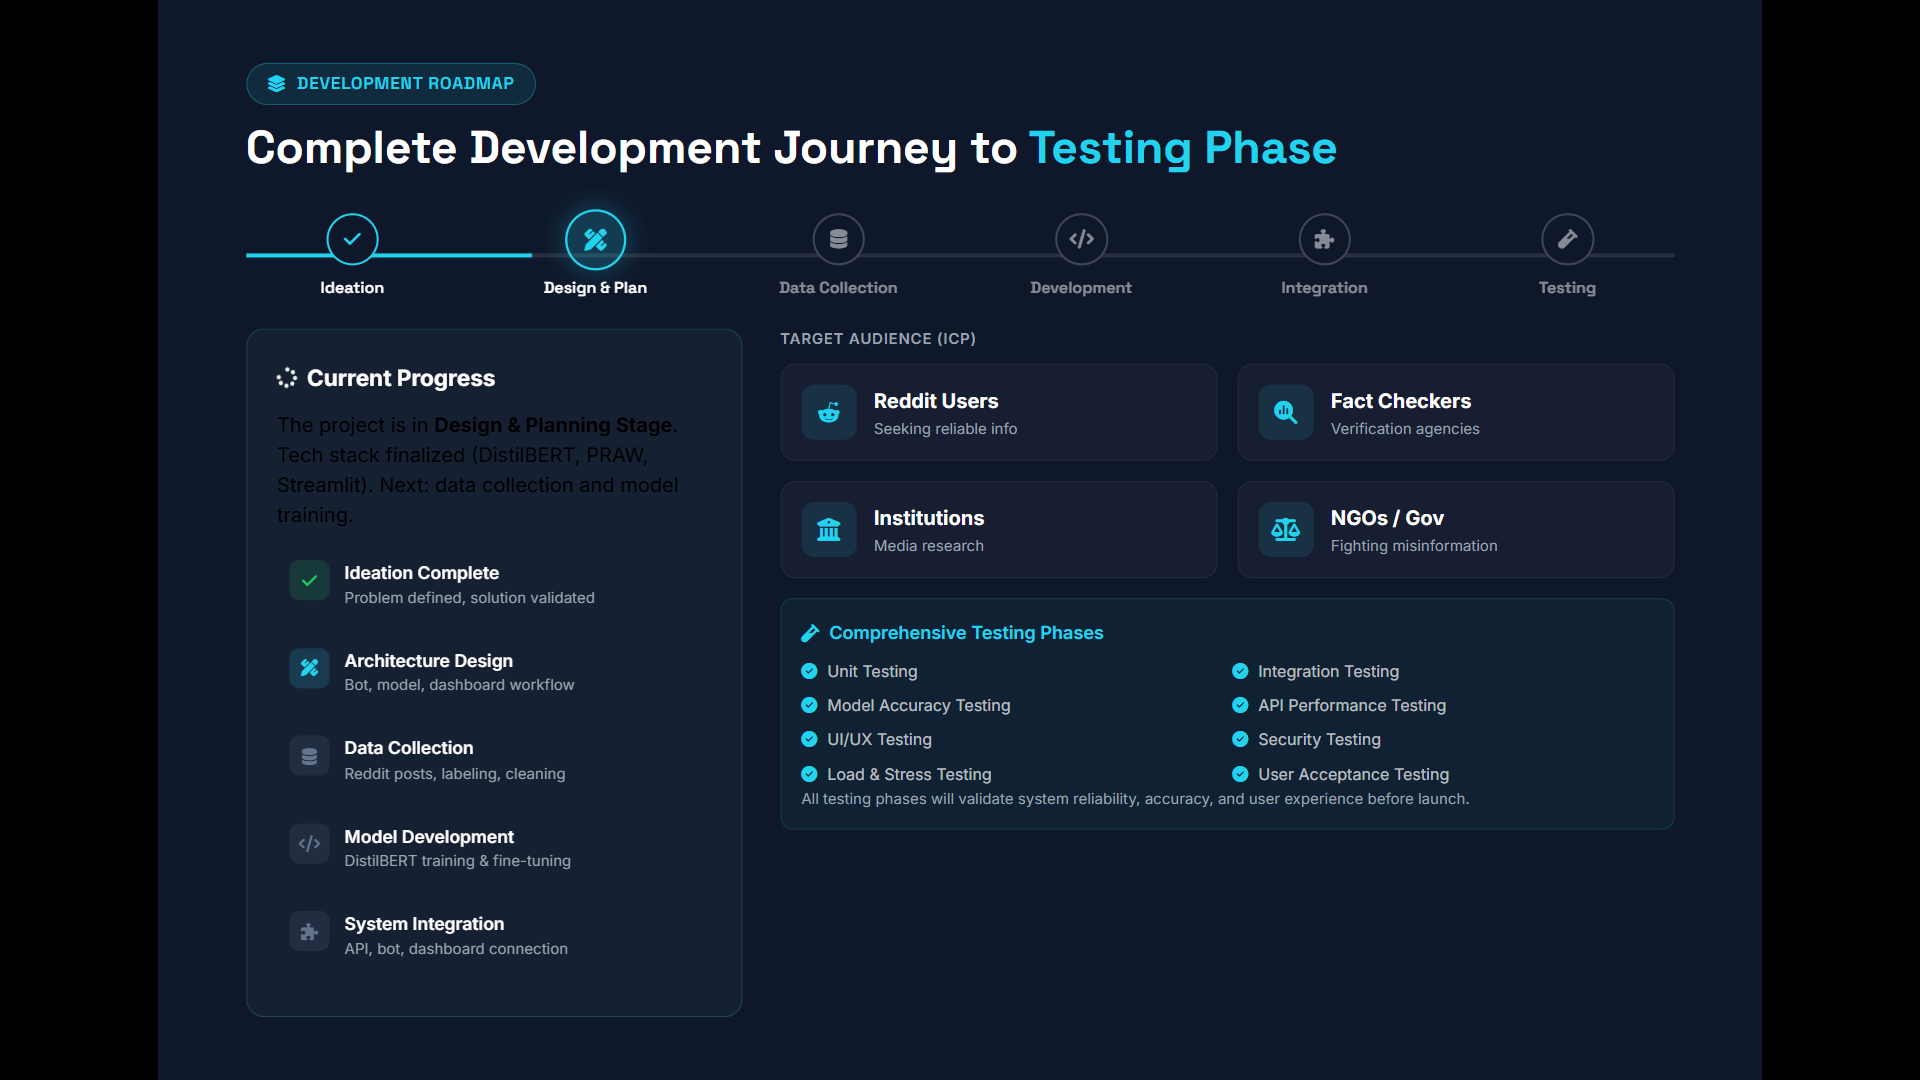 DEVELOPMENT ROADMAP
Complete Development Journey to Testing Phase
Ideation
Design & Plan
Data Collection
Development
Integration
Testing
Current Progress
The project is in Design & Planning Stage.
Tech stack finalized (DistilBERT, PRAW,
Streamlit). Next: data collection and model
training.
Ideation Complete
Problem defined, solution validated
Architecture Design
Bot, model, dashboard workflow
Data Collection
Reddit posts, labeling, cleaning
Model Development
DistilBERT training & fine-tuning
System Integration
API, bot, dashboard connection
TARGET AUDIENCE (ICP)
Reddit Users
Seeking reliable info
Fact Checkers
Verification agencies
Institutions
Media research
NGOs / Gov
Fighting misinformation
Comprehensive Testing Phases
Unit Testing
Integration Testing
Model Accuracy Testing
API Performance Testing
UI/UX Testing
Security Testing
Load & Stress Testing
User Acceptance Testing
All testing phases will validate system reliability, accuracy, and user experience before launch.